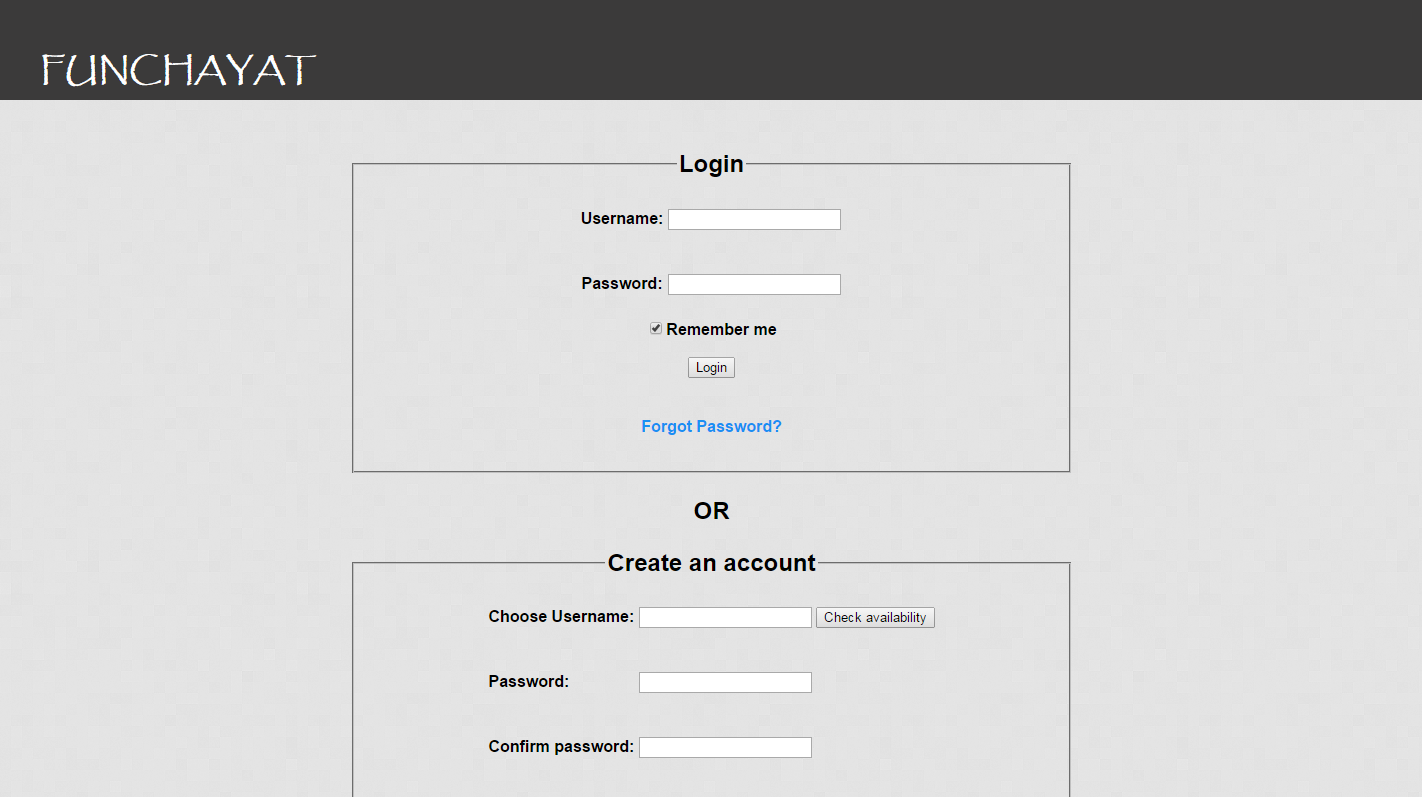 FUNCHAYAT
Login
Username:
Password:
Remember me
Login
Forgot Password?
OR
Create an account
Choose Username: Check availability
Password:
Confirm password: